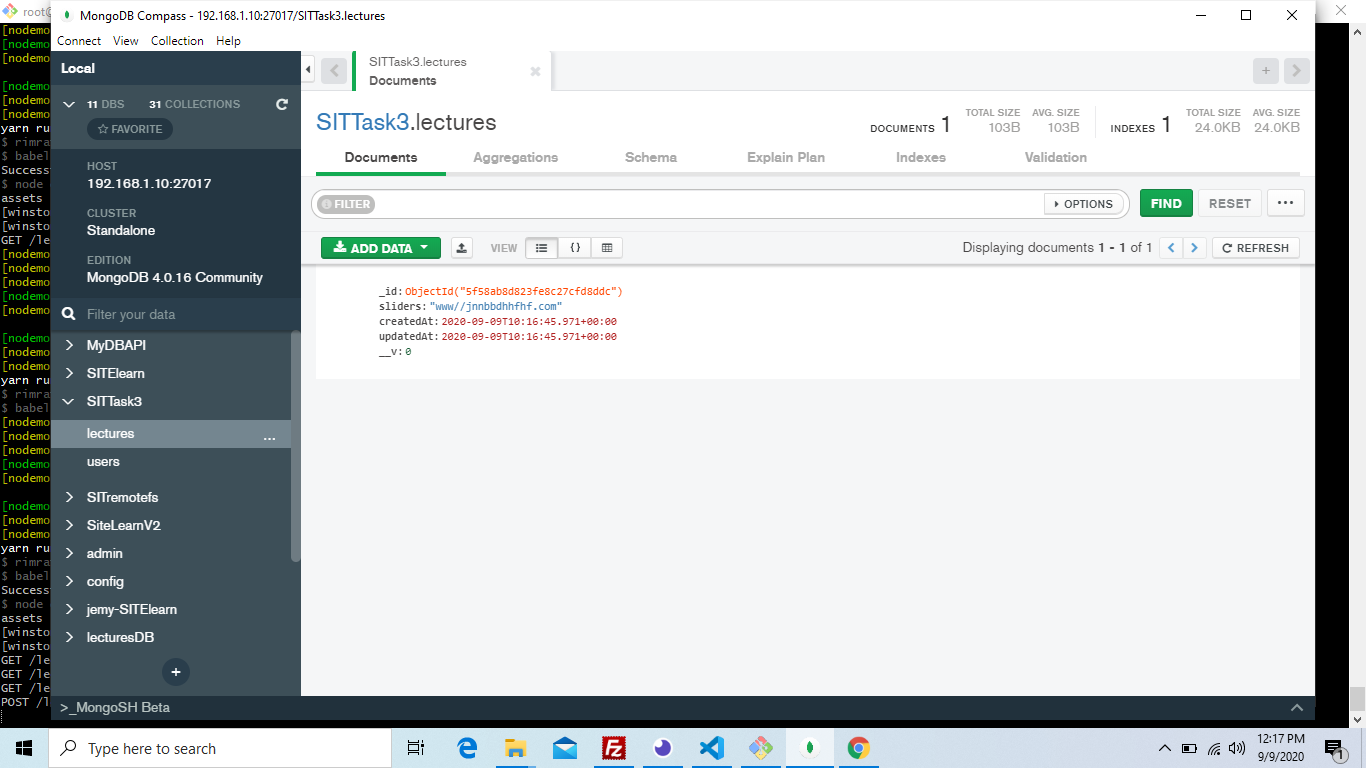 root@
MongoDB Compass - 192.168.1.10:27017/SITTask3.lectures
Connect View Collection Help
Local
11 DBS 31 COLLECTIONS
FAVORITE
HOST
192.168.1.10:27017
CLUSTER
Standalone
EDITION
MongoDB 4.0.16 Community
Filter your data
MyDBAPI
SITElearn
SITTask3
lectures ...
users
SITremotefs
SiteLearnV2
admin
config
jemy-SITElearn
lecturesDB
+
>_MongoSH Beta
SITTask3.lectures
Documents
SITTask3.lectures
DOCUMENTS 1 TOTAL SIZE 103B AVG. SIZE 103B INDEXES 1 TOTAL SIZE 24.0KB AVG. SIZE 24.0KB
Documents Aggregations Schema Explain Plan Indexes Validation
FILTER OPTIONS FIND RESET ...
ADD DATA VIEW {} Displaying documents 1 - 1 of 1 < > REFRESH
_id: ObjectId("5f58ab8d823fe8c27cfd8ddc")
sliders: "www//jnnbbdhhfhf.com"
createdAt: 2020-09-09T10:16:45.971+00:00
updatedAt: 2020-09-09T10:16:45.971+00:00
__v: 0
[nodemo
[nodemo
[nodemo
[nodemo
[nodemo
[nodemo
yarn ru
$ rimra
$ babel
Success
$ node
assets
[winsto
[winsto
GET /le
[nodemo
[nodemo
[nodemo
[nodemo
[nodemo
[nodemo
[nodemo
[nodemo
yarn ru
$ rimra
$ babel
[nodemo
[nodemo
[nodemo
[nodemo
[nodemo
[nodemo
[nodemo
[nodemo
yarn ru
$ rimra
$ babel
Success
$ node
assets
[winsto
[winsto
GET /le
GET /le
GET /le
POST /l
Type here to search
12:17 PM
9/9/2020
1